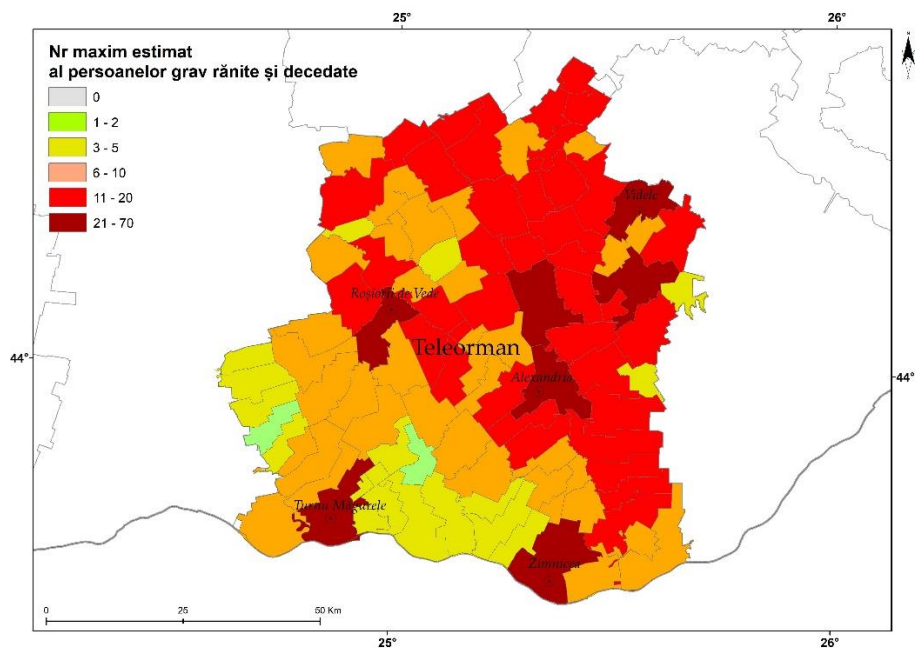 25°
26°
Nr maxim estimat
al persoanelor grav rănite și decedate
0
1 - 2
3 - 5
6 - 10
11 - 20
21 - 70
Videle
Roșiorii de Vede
44°
Teleorman
Alexandria
44°
Turnu Măgurele
Zimnicea
0
25
50 Km
25°
26°